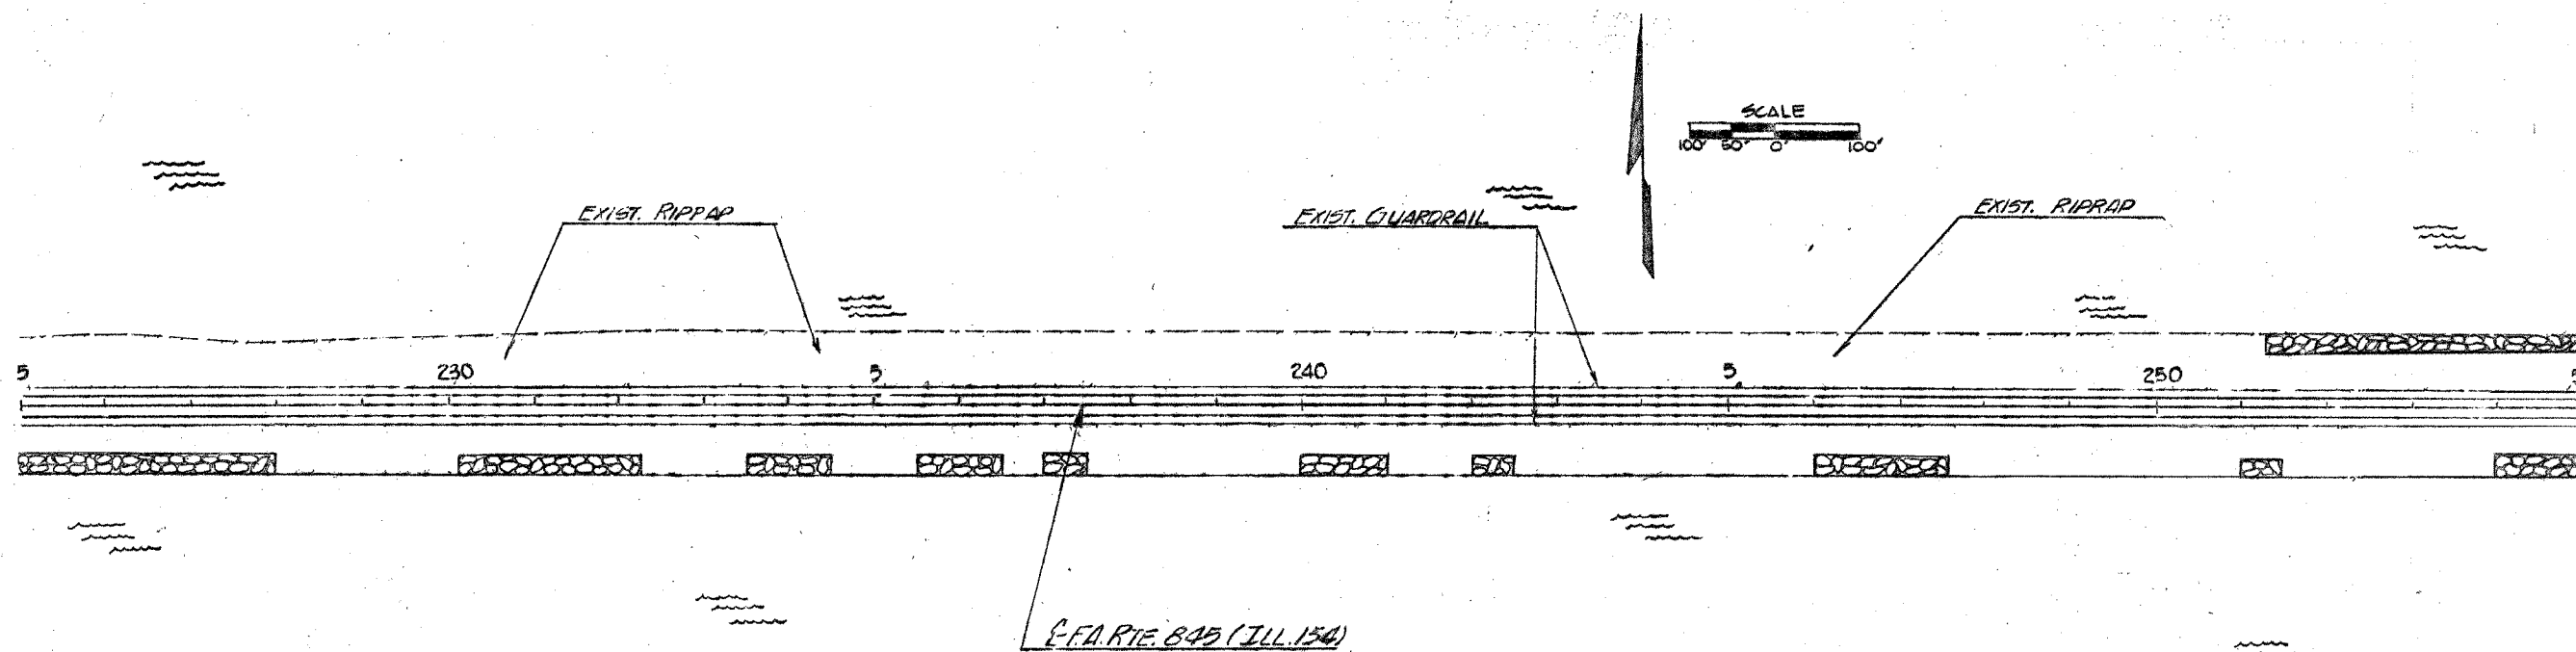 SCALE
100' 50' 0' 100'
EXIST. RIPRAP
EXIST. GUARDRAIL
EXIST. RIPRAP
5 230 5 240 5 250
℄ F.A. RTE. 845 (ILL. 154)